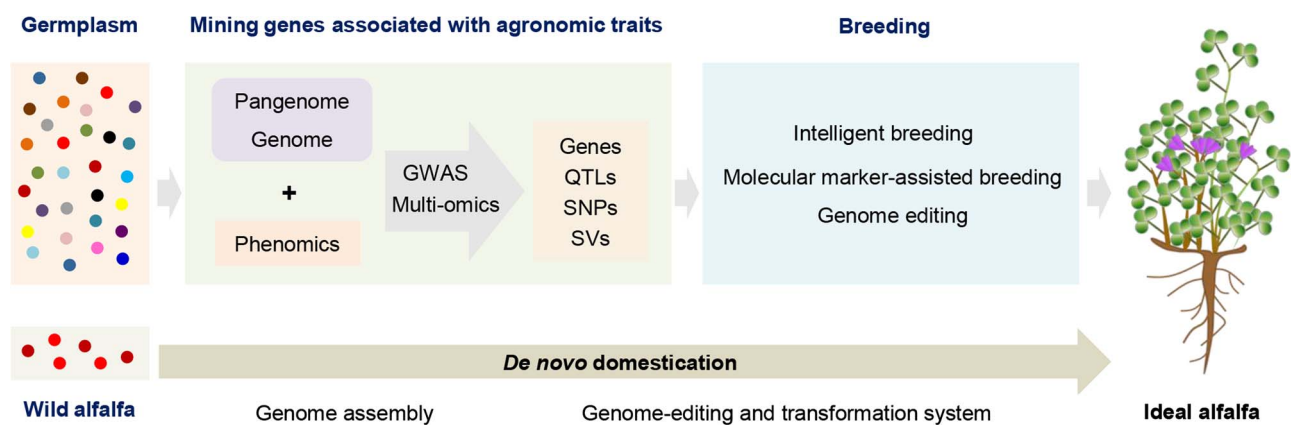 Germplasm
Mining genes associated with agronomic traits
Breeding
Pangenome
Genome
+
Phenomics
GWAS
Multi-omics
Genes
QTLs
SNPs
SVs
Intelligent breeding
Molecular marker-assisted breeding
Genome editing
De novo domestication
Wild alfalfa
Genome assembly
Genome-editing and transformation system
Ideal alfalfa